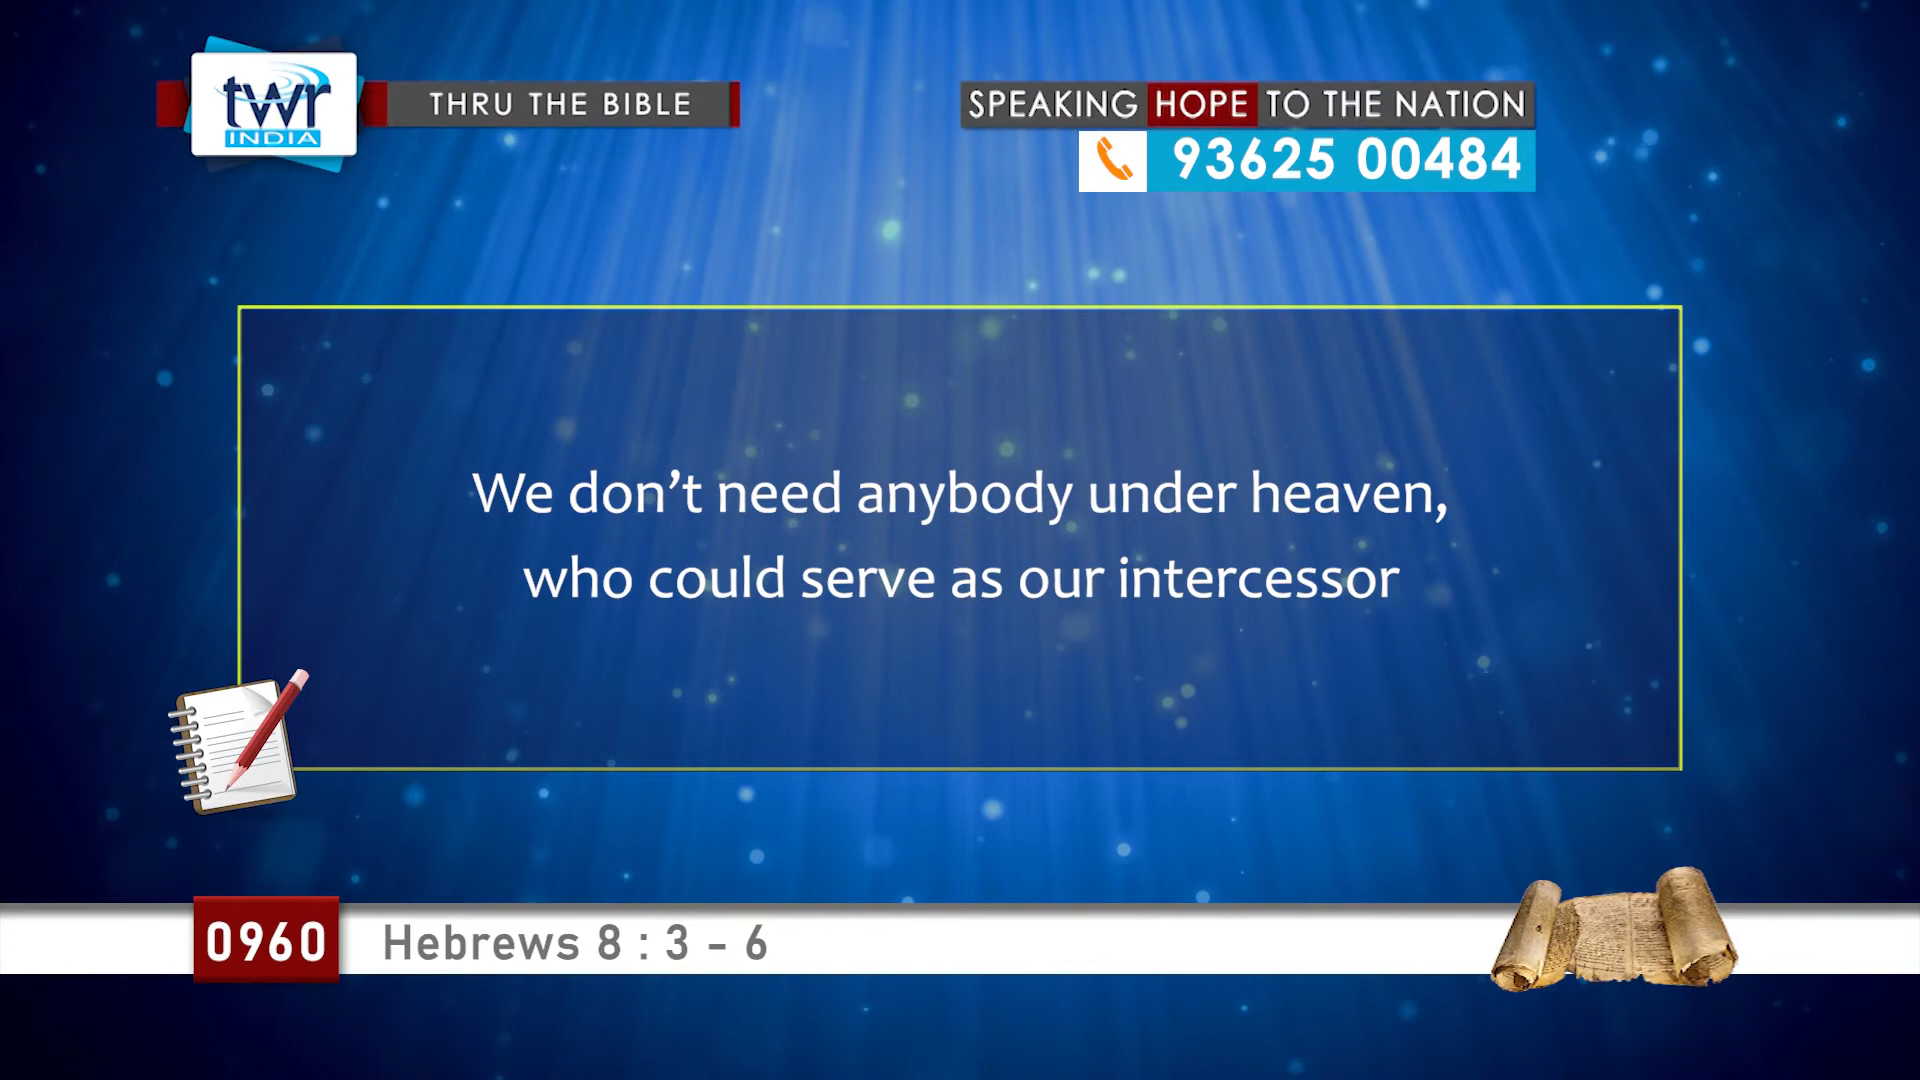 twr
INDIA
THRU THE BIBLE
SPEAKING HOPE TO THE NATION
93625 00484
We don’t need anybody under heaven,
who could serve as our intercessor
0960
Hebrews 8 : 3 - 6